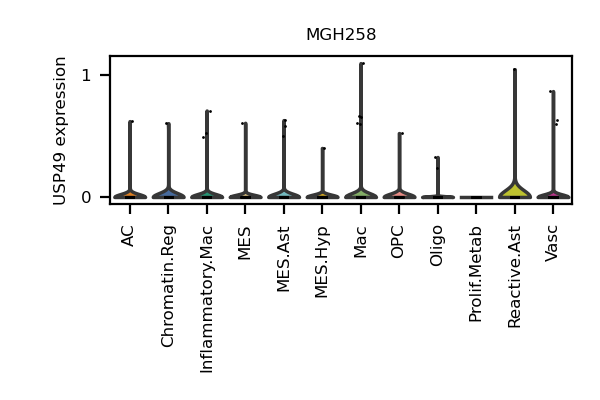 MGH258
USP49 expression
1
0
AC
Chromatin.Reg
Inflammatory.Mac
MES
MES.Ast
MES.Hyp
Mac
OPC
Oligo
Prolif.Metab
Reactive.Ast
Vasc